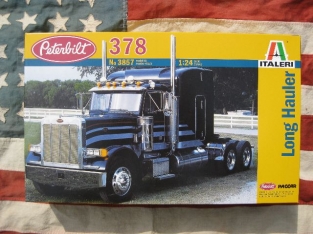 Peterbilt
378
No 3857
1:24
ITALERI
Long Hauler